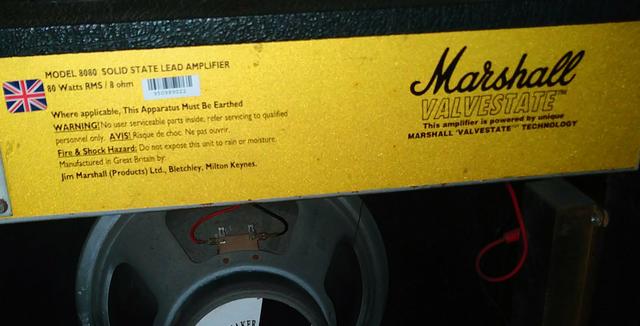 MODEL 8080 SOLID STATE LEAD AMPLIFIER
80 Watts RMS / 8 ohm
Where applicable, This Apparatus Must Be Earthed
WARNING! No user serviceable parts inside, refer servicing to qualified
personnel only. AVIS! Risque de choc. Ne pas ouvrir.
Fire & Shock Hazard: Do not expose this unit to rain or moisture.
Manufactured in Great Britain by:
Jim Marshall (Products) Ltd., Bletchley, Milton Keynes.
Marshall
VALVESTATE™
This amplifier is powered by unique
MARSHALL 'VALVESTATE™' TECHNOLOGY